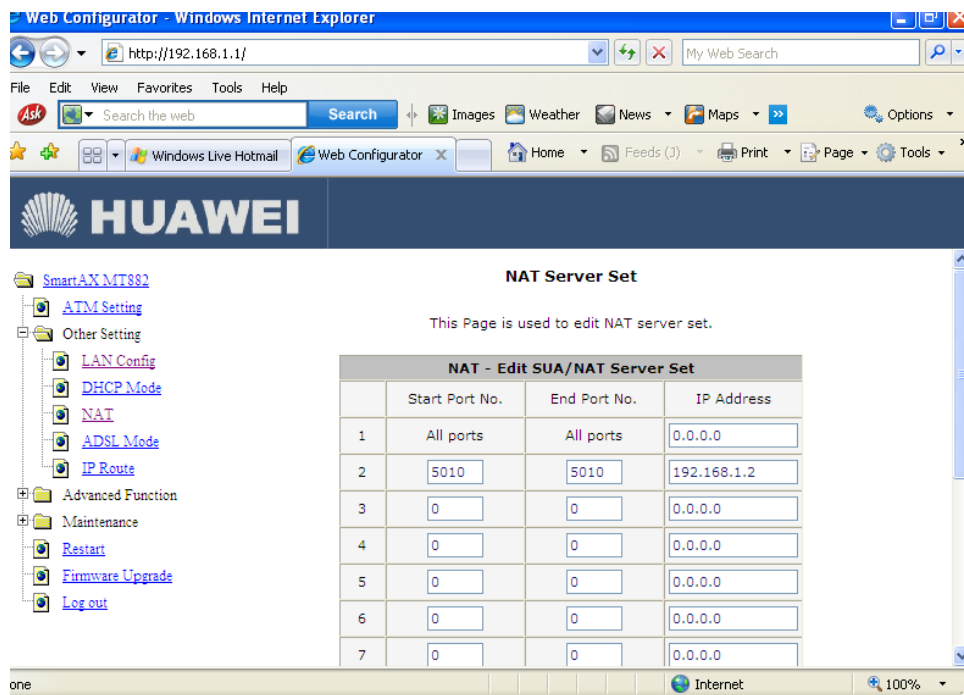 Web Configurator - Windows Internet Explorer
http://192.168.1.1/
My Web Search
File Edit View Favorites Tools Help
Ask Search the web Search Images Weather News Maps Options
Windows Live Hotmail Web Configurator Home Feeds (J) Print Page Tools
HUAWEI
SmartAX MT882
ATM Setting
Other Setting
LAN Config
DHCP Mode
NAT
ADSL Mode
IP Route
Advanced Function
Maintenance
Restart
Firmware Upgrade
Log out
NAT Server Set
This Page is used to edit NAT server set.
NAT - Edit SUA/NAT Server Set
Start Port No. End Port No. IP Address
1 All ports All ports 0.0.0.0
2 5010 5010 192.168.1.2
3 0 0 0.0.0.0
4 0 0 0.0.0.0
5 0 0 0.0.0.0
6 0 0 0.0.0.0
7 0 0 0.0.0.0
one Internet 100%